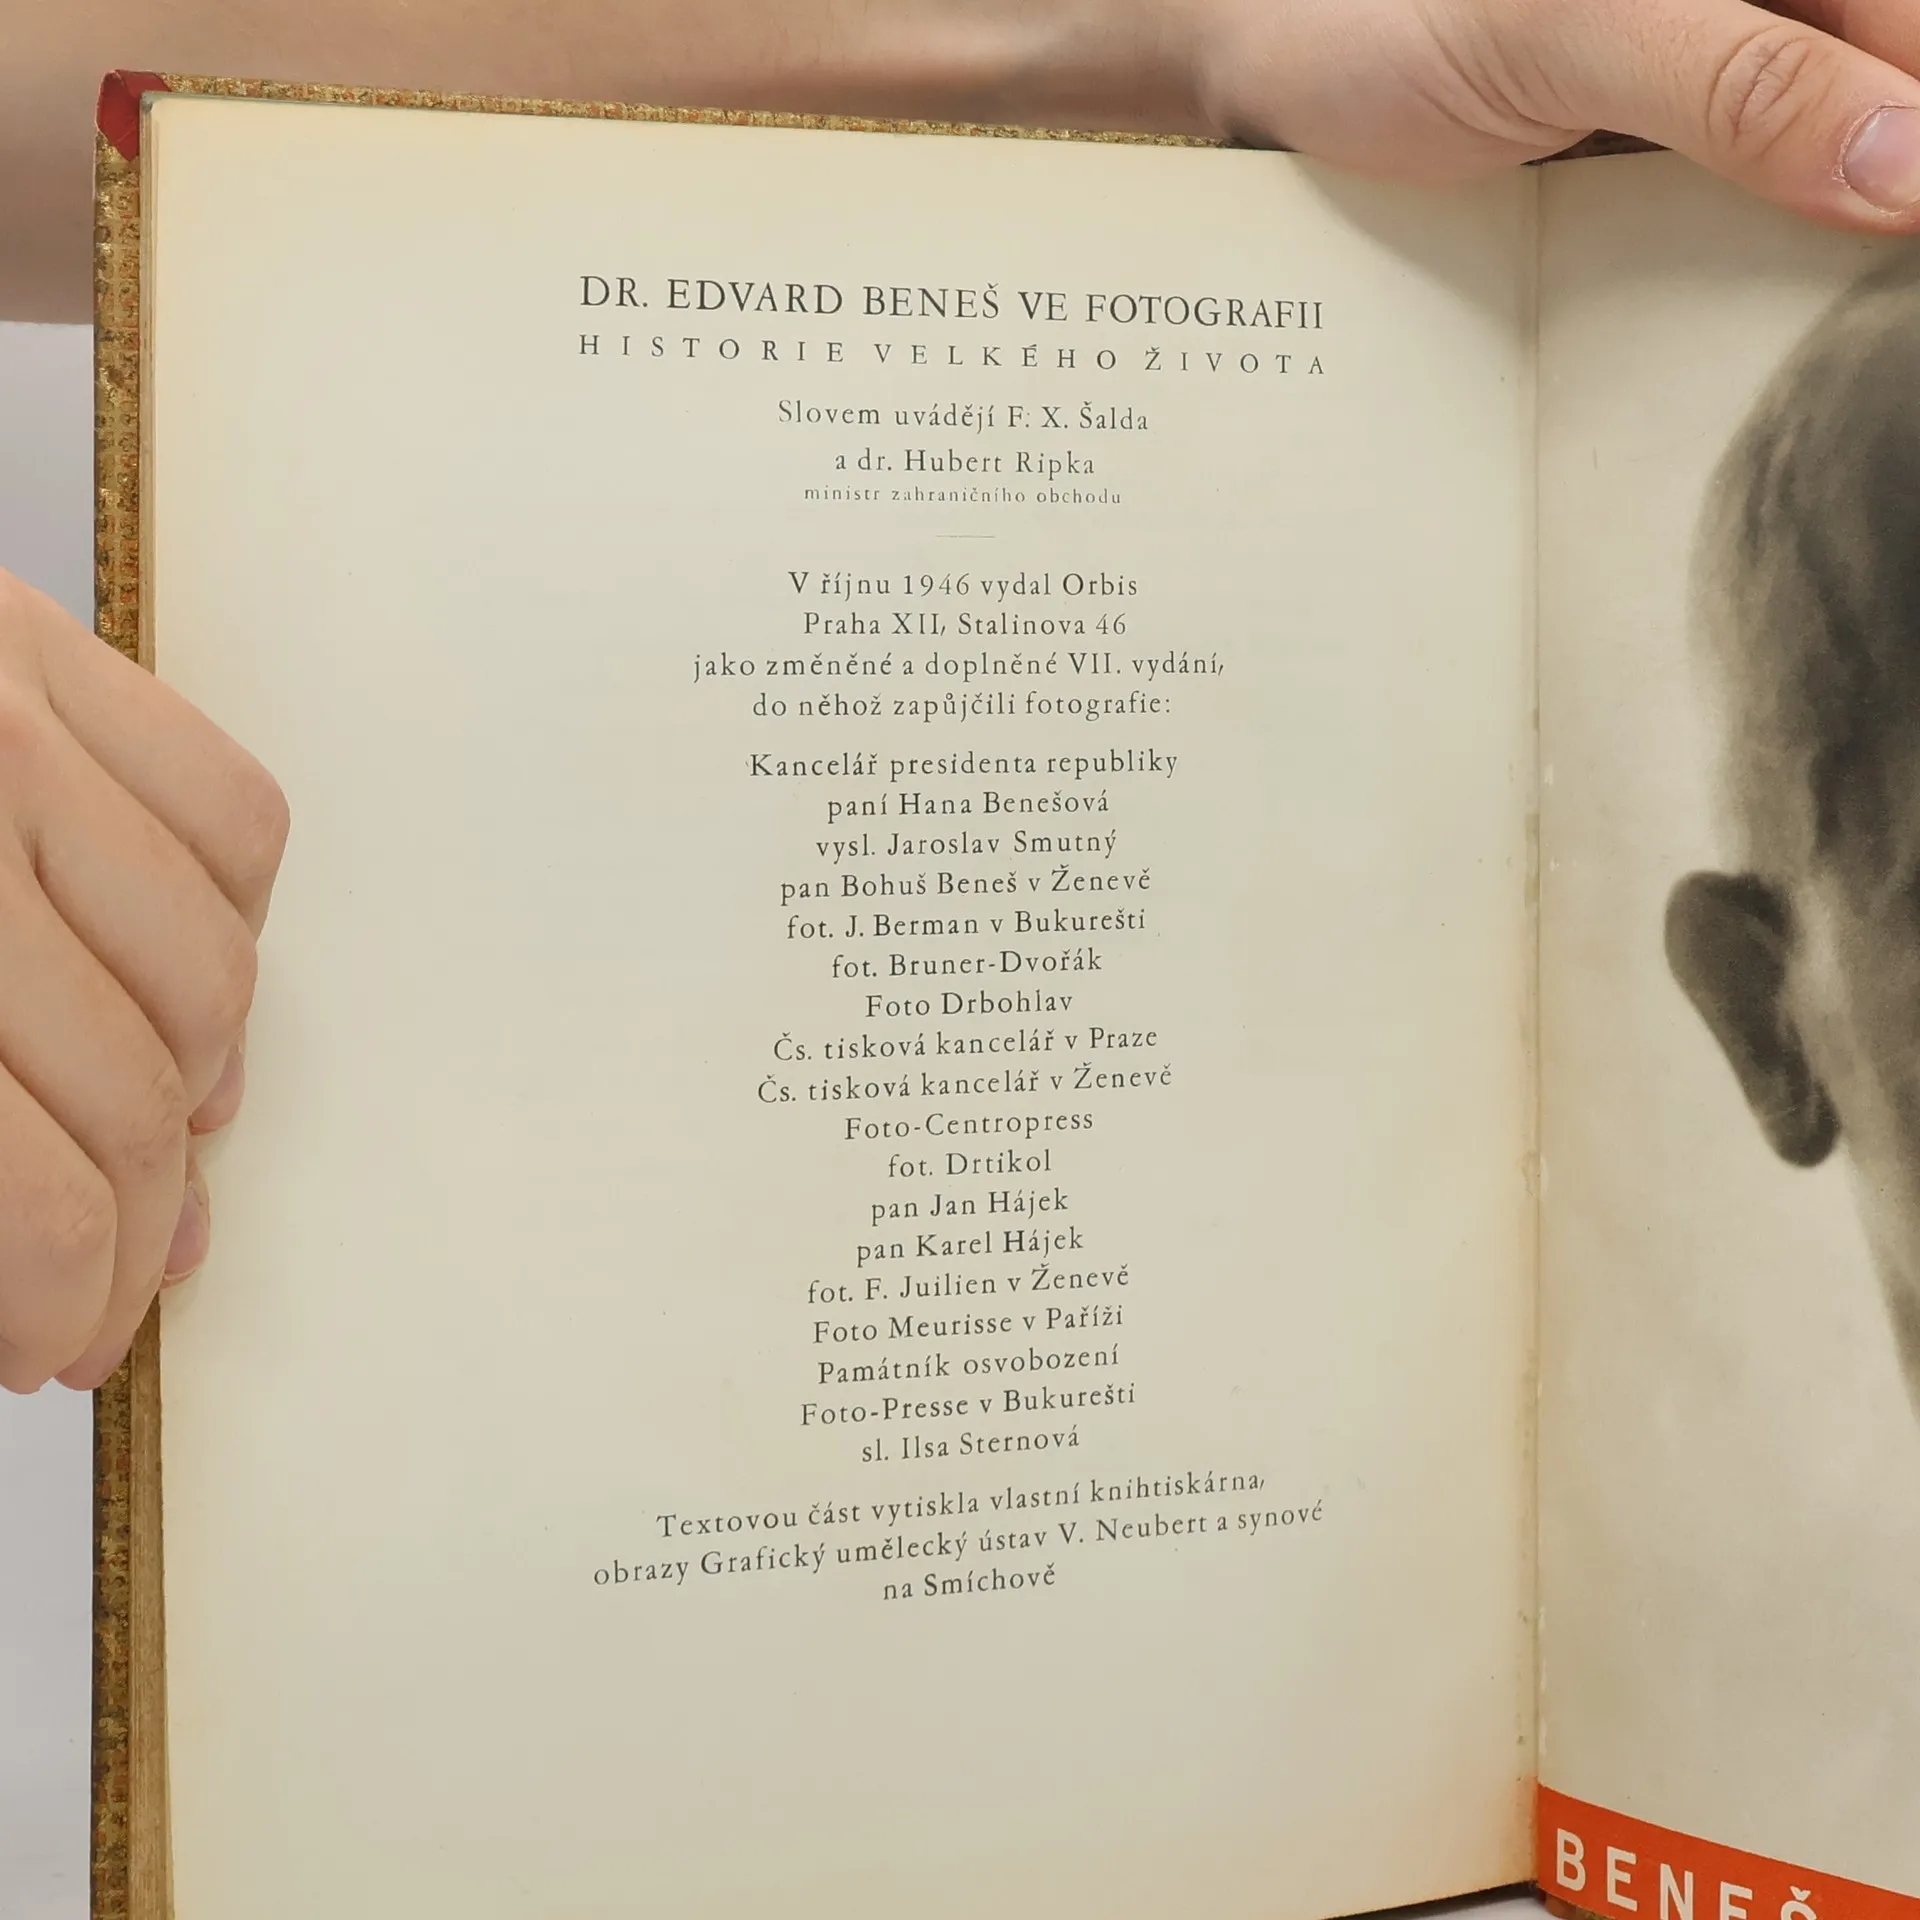 DR. EDVARD BENEŠ VE FOTOGRAFII
HISTORIE VELKÉHO ŽIVOTA
Slovem uvádějí F. X. Šalda
a dr. Hubert Ripka
ministr zahraničního obchodu
V říjnu 1946 vydal Orbis
Praha XII, Stalinova 46
jako změněné a doplněné VII. vydání,
do něhož zapůjčili fotografie:
Kancelář presidenta republiky
paní Hana Benešová
vysl. Jaroslav Smutný
pan Bohuš Beneš v Ženevě
fot. J. Berman v Bukurešti
fot. Bruner-Dvořák
Foto Drbohlav
Čs. tisková kancelář v Praze
Čs. tisková kancelář v Ženevě
Foto-Centropress
fot. Drtikol
pan Jan Hájek
pan Karel Hájek
fot. F. Juilien v Ženevě
Foto Meurisse v Paříži
Památník osvobození
Foto-Presse v Bukurešti
sl. Ilsa Sternová
Textovou část vytiskla vlastní knihtiskárna,
obrazy Grafický umělecký ústav V. Neubert a synové
na Smíchově
BENEŠ